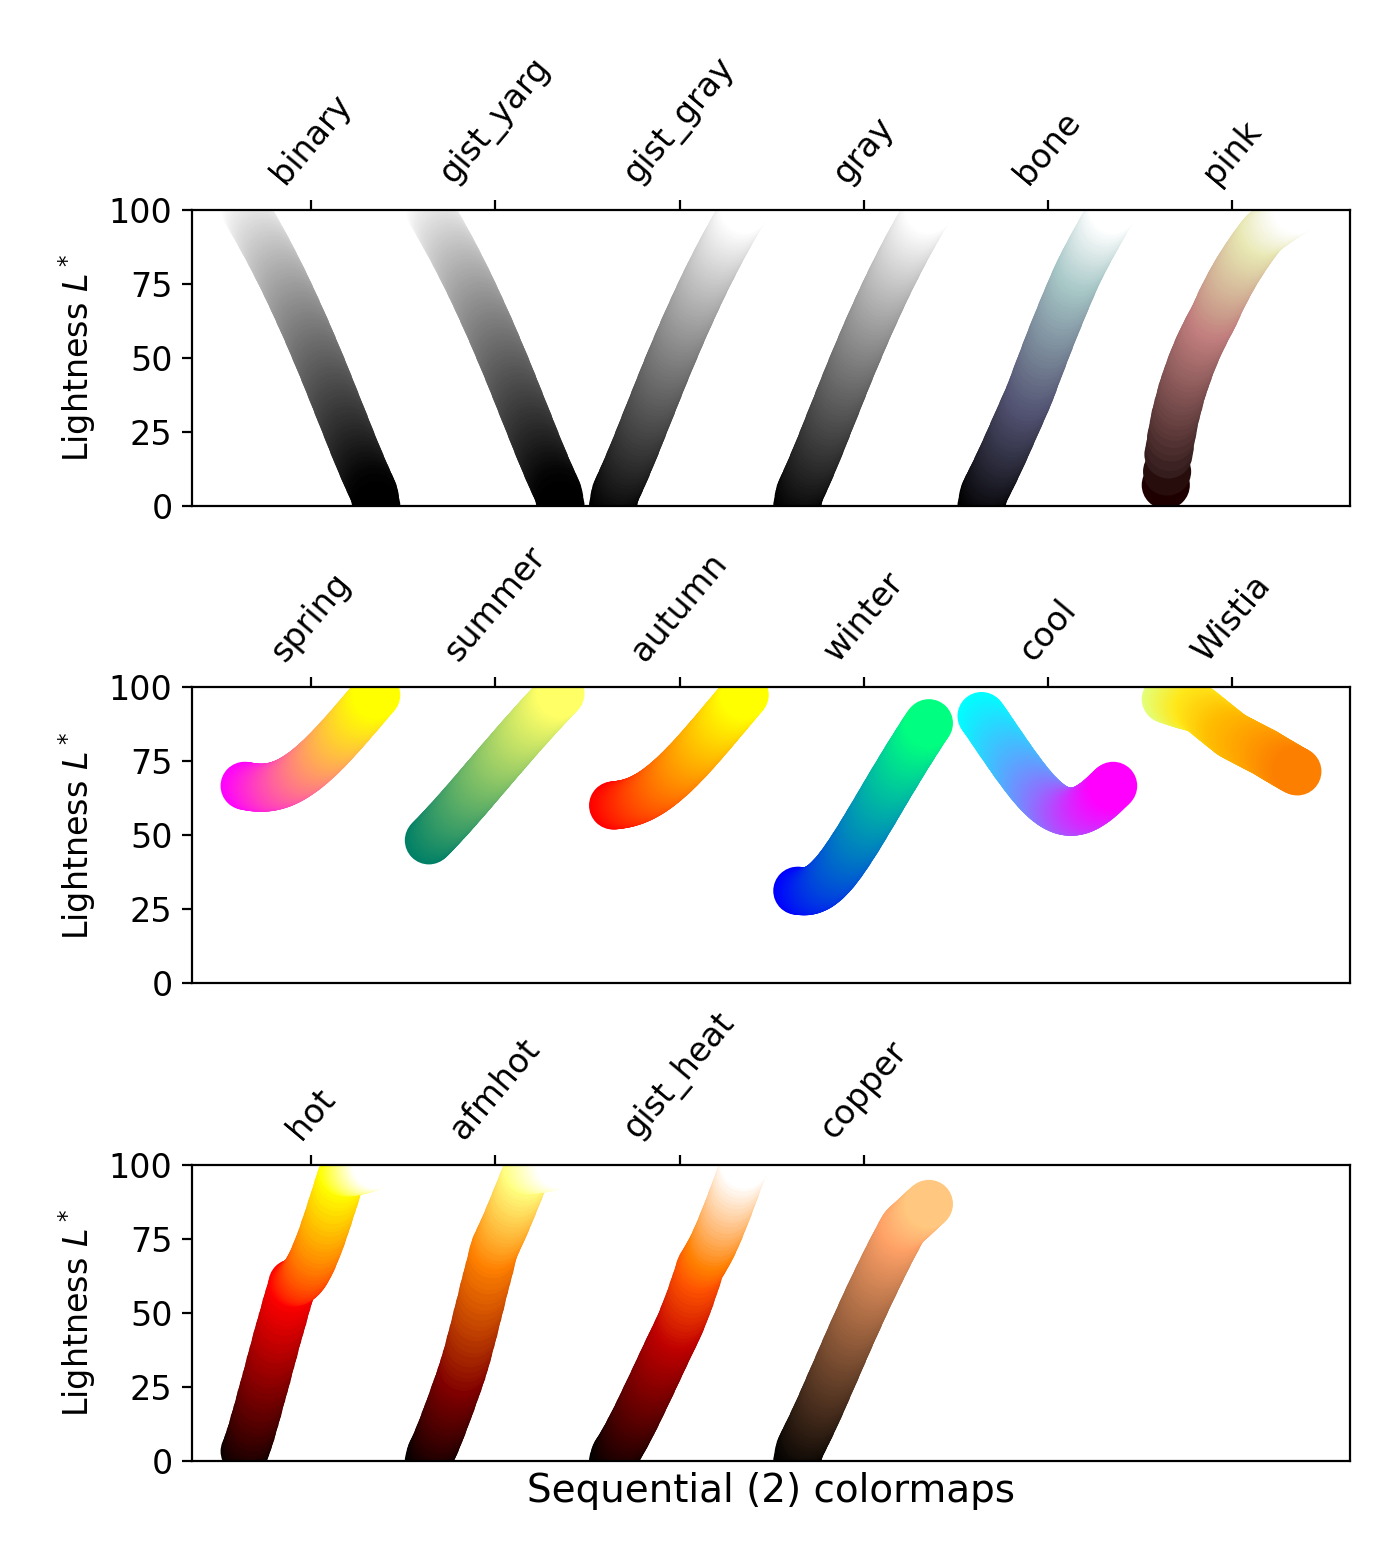 binary gist_yarg gist_gray gray bone pink
100
75
50
25
0
Lightness L*
spring summer autumn winter cool Wistia
100
75
50
25
0
Lightness L*
hot afmhot gist_heat copper
100
75
50
25
0
Lightness L*
Sequential (2) colormaps